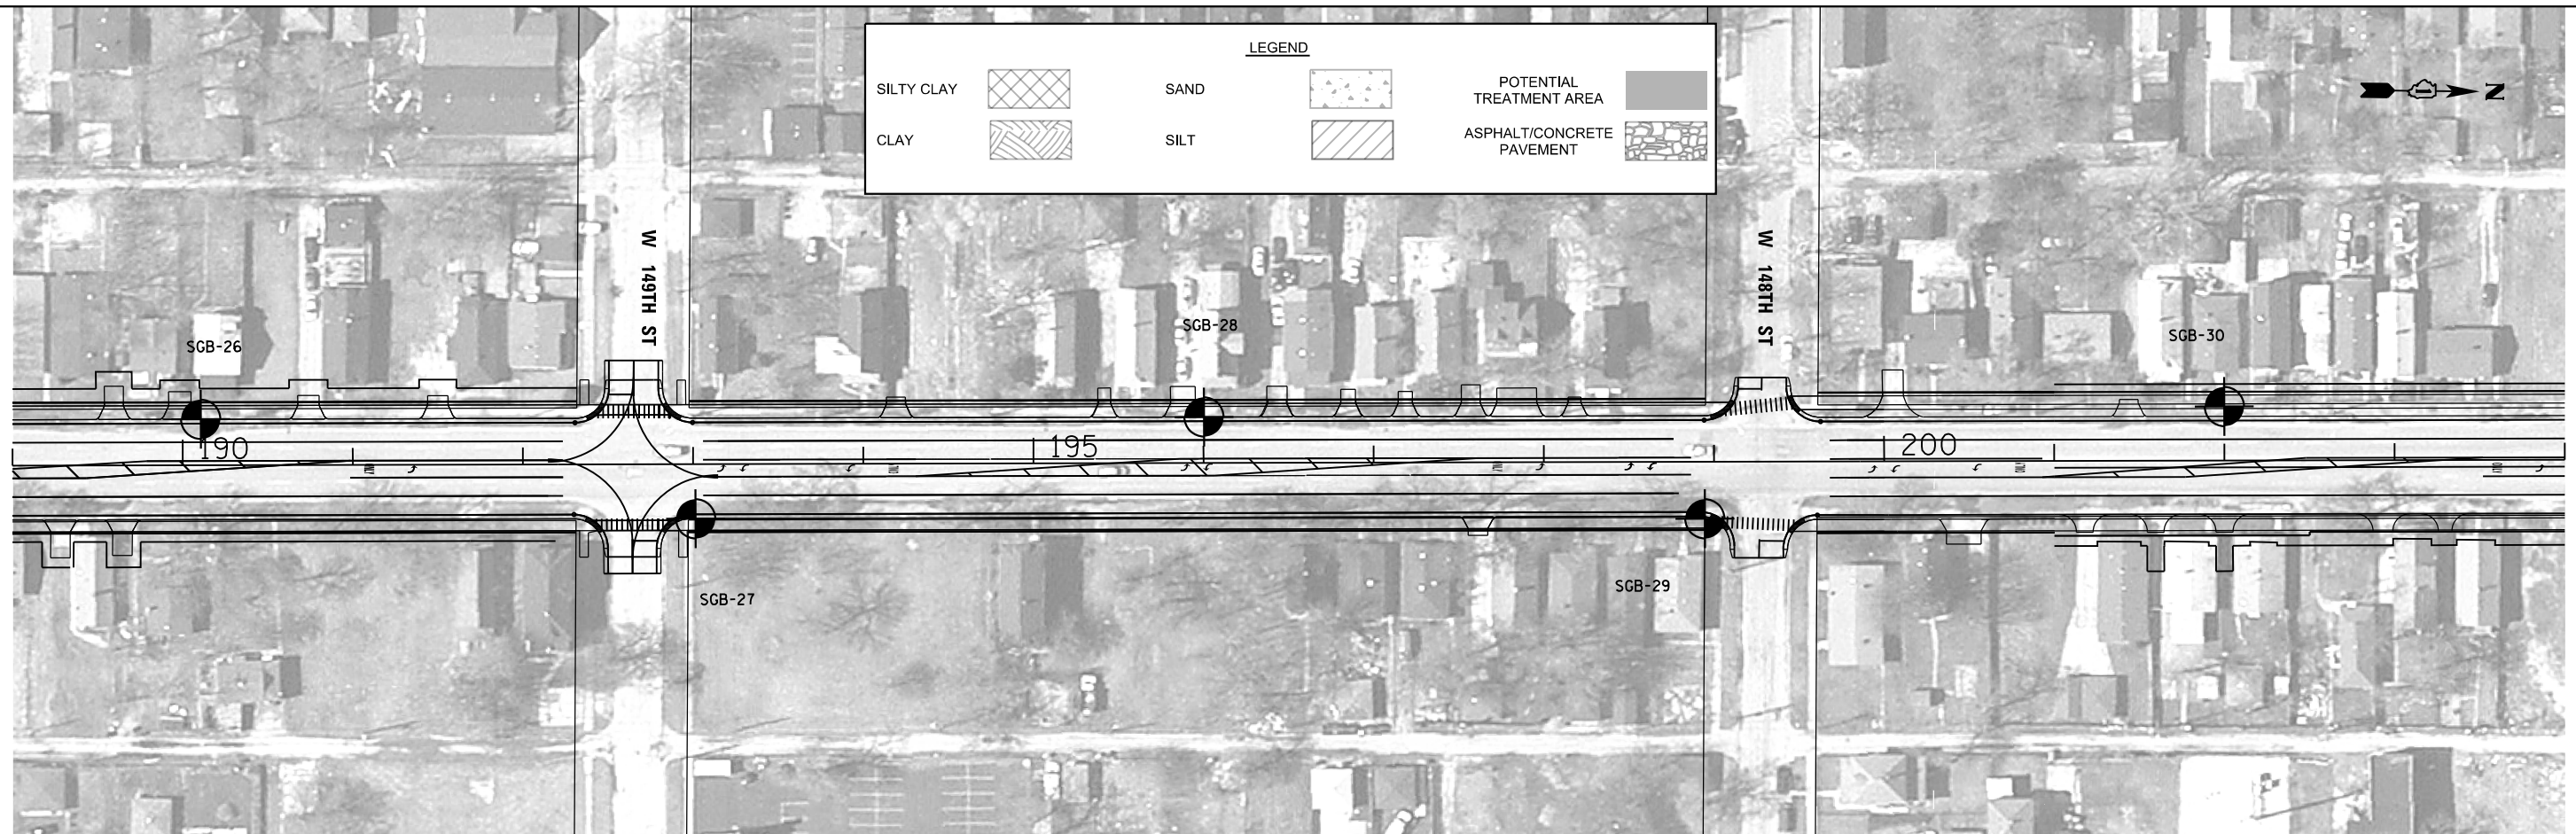 LEGEND
SILTY CLAY
SAND
POTENTIAL
TREATMENT AREA
CLAY
SILT
ASPHALT/CONCRETE
PAVEMENT
N
W 149TH ST
W 148TH ST
SGB-26
SGB-28
SGB-30
190
195
200
SGB-27
SGB-29